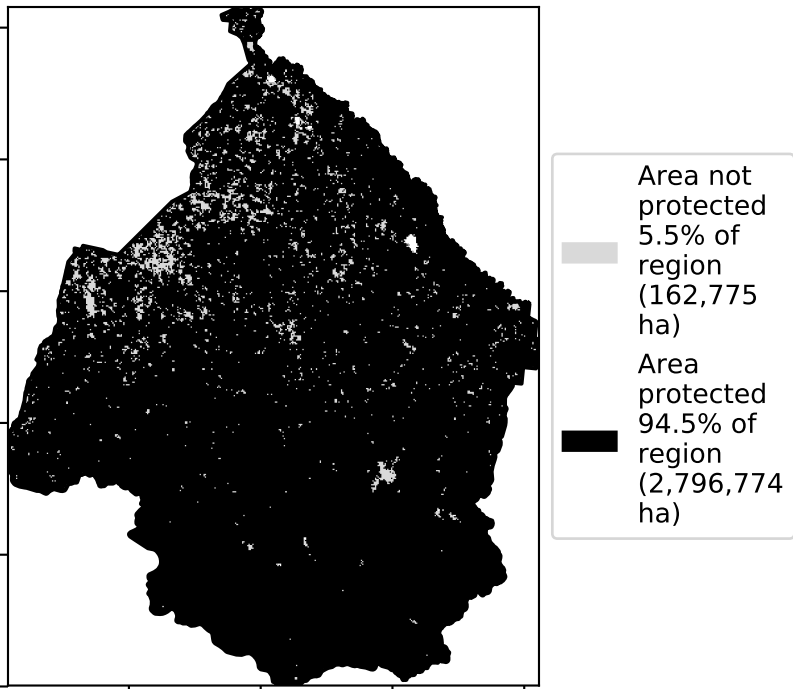 Area not
protected
5.5% of
region
(162,775
ha)
Area
protected
94.5% of
region
(2,796,774
ha)